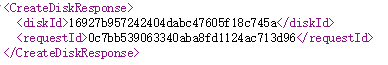 <CreateDiskResponse>
<diskId>16927b957242404dabc47605f18c745a</diskId>
<requestId>0c7bb539063340aba8fd1124ac713d96</requestId>
</CreateDiskResponse>